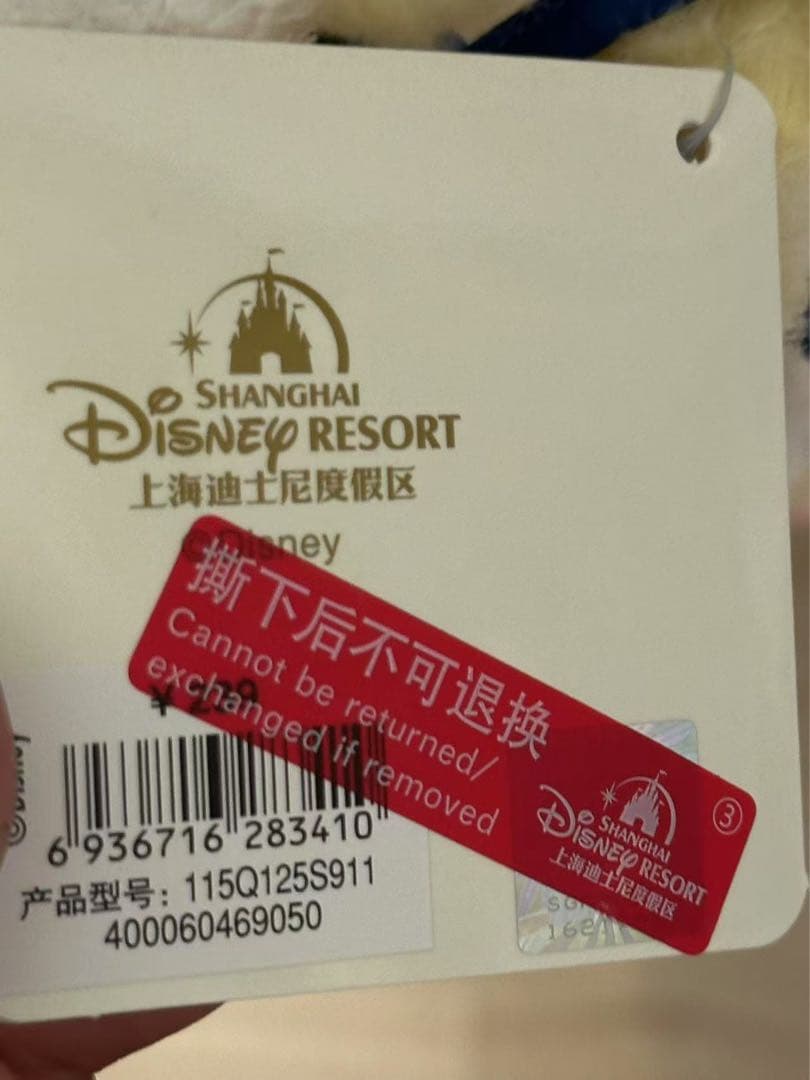 SHANGHAI
DISNEY RESORT
上海迪士尼度假区
©Disney
撕下后不可退换
Cannot be returned/
exchanged if removed
6 936716 283410
产品型号: 115Q125S911
400060469050
©Disney
③
SHANGHAI
DISNEY RESORT
上海迪士尼度假区